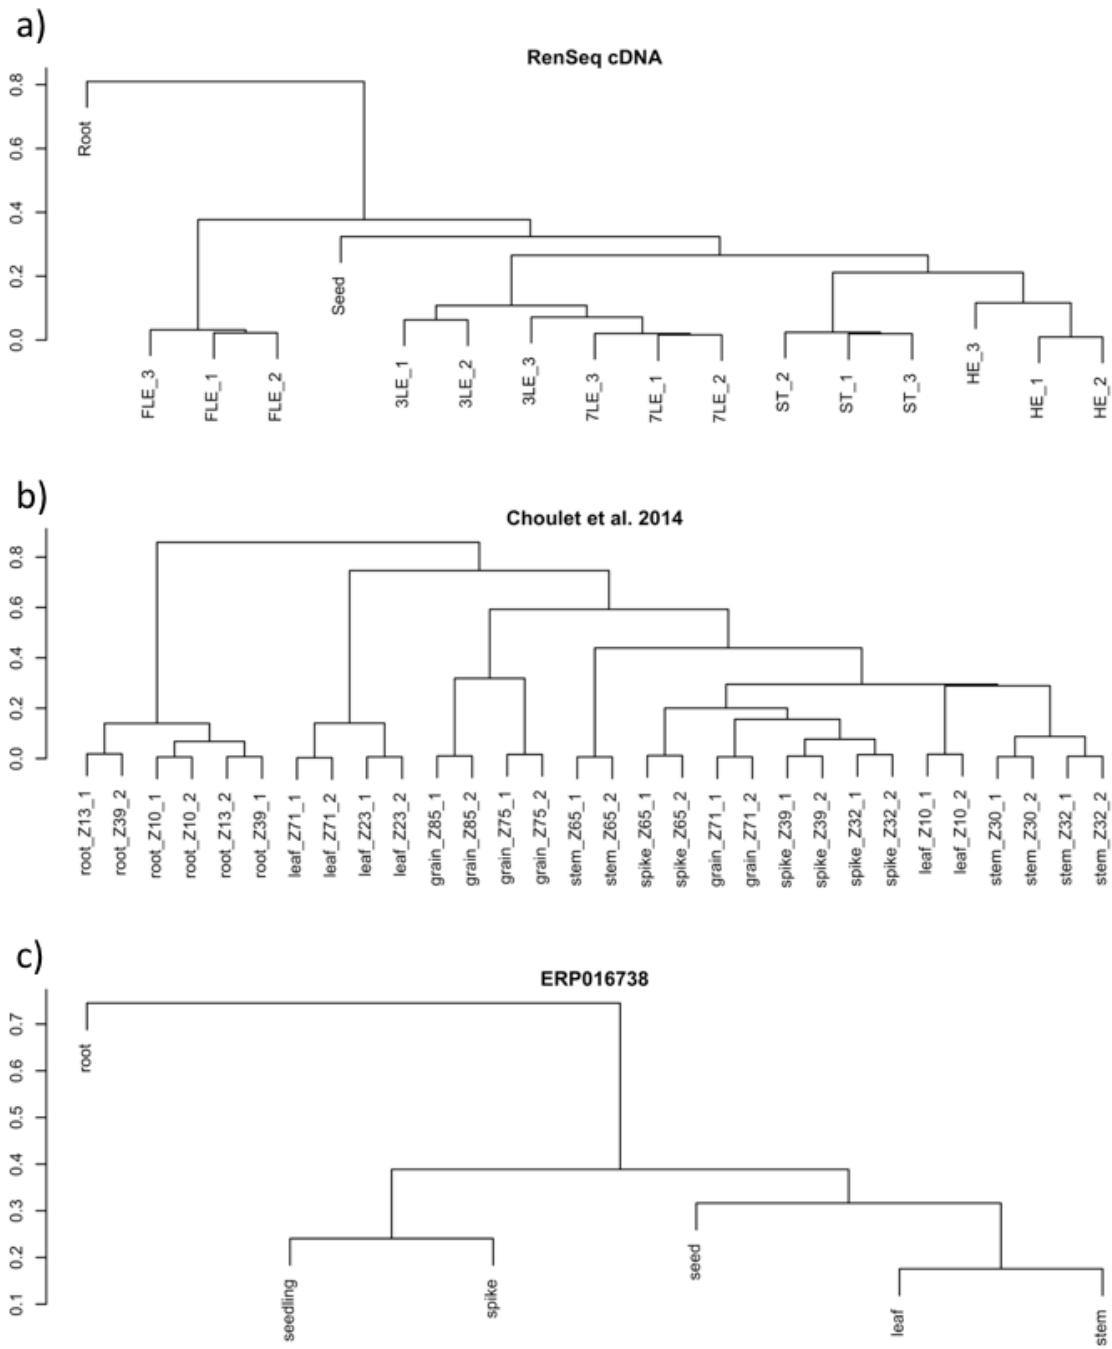 a)
RenSeq cDNA
0.8
0.6
0.4
0.2
0.0
Root
FLE_3
FLE_1
FLE_2
Seed
3LE_1
3LE_2
3LE_3
7LE_3
7LE_1
7LE_2
ST_2
ST_1
ST_3
HE_3
HE_1
HE_2
b)
Choulet et al. 2014
0.8
0.6
0.4
0.2
0.0
root_Z13_1
root_Z39_2
root_Z10_1
root_Z10_2
root_Z13_2
root_Z39_1
leaf_Z71_1
leaf_Z71_2
leaf_Z23_1
leaf_Z23_2
grain_Z85_1
grain_Z85_2
grain_Z75_1
grain_Z75_2
stem_Z65_1
stem_Z65_2
spike_Z65_1
spike_Z65_2
grain_Z71_1
grain_Z71_2
spike_Z39_1
spike_Z39_2
spike_Z32_1
spike_Z32_2
leaf_Z10_1
leaf_Z10_2
stem_Z30_1
stem_Z30_2
stem_Z32_1
stem_Z32_2
c)
ERP016738
0.7
0.6
0.5
0.4
0.3
0.2
0.1
root
seedling
spike
seed
leaf
stem